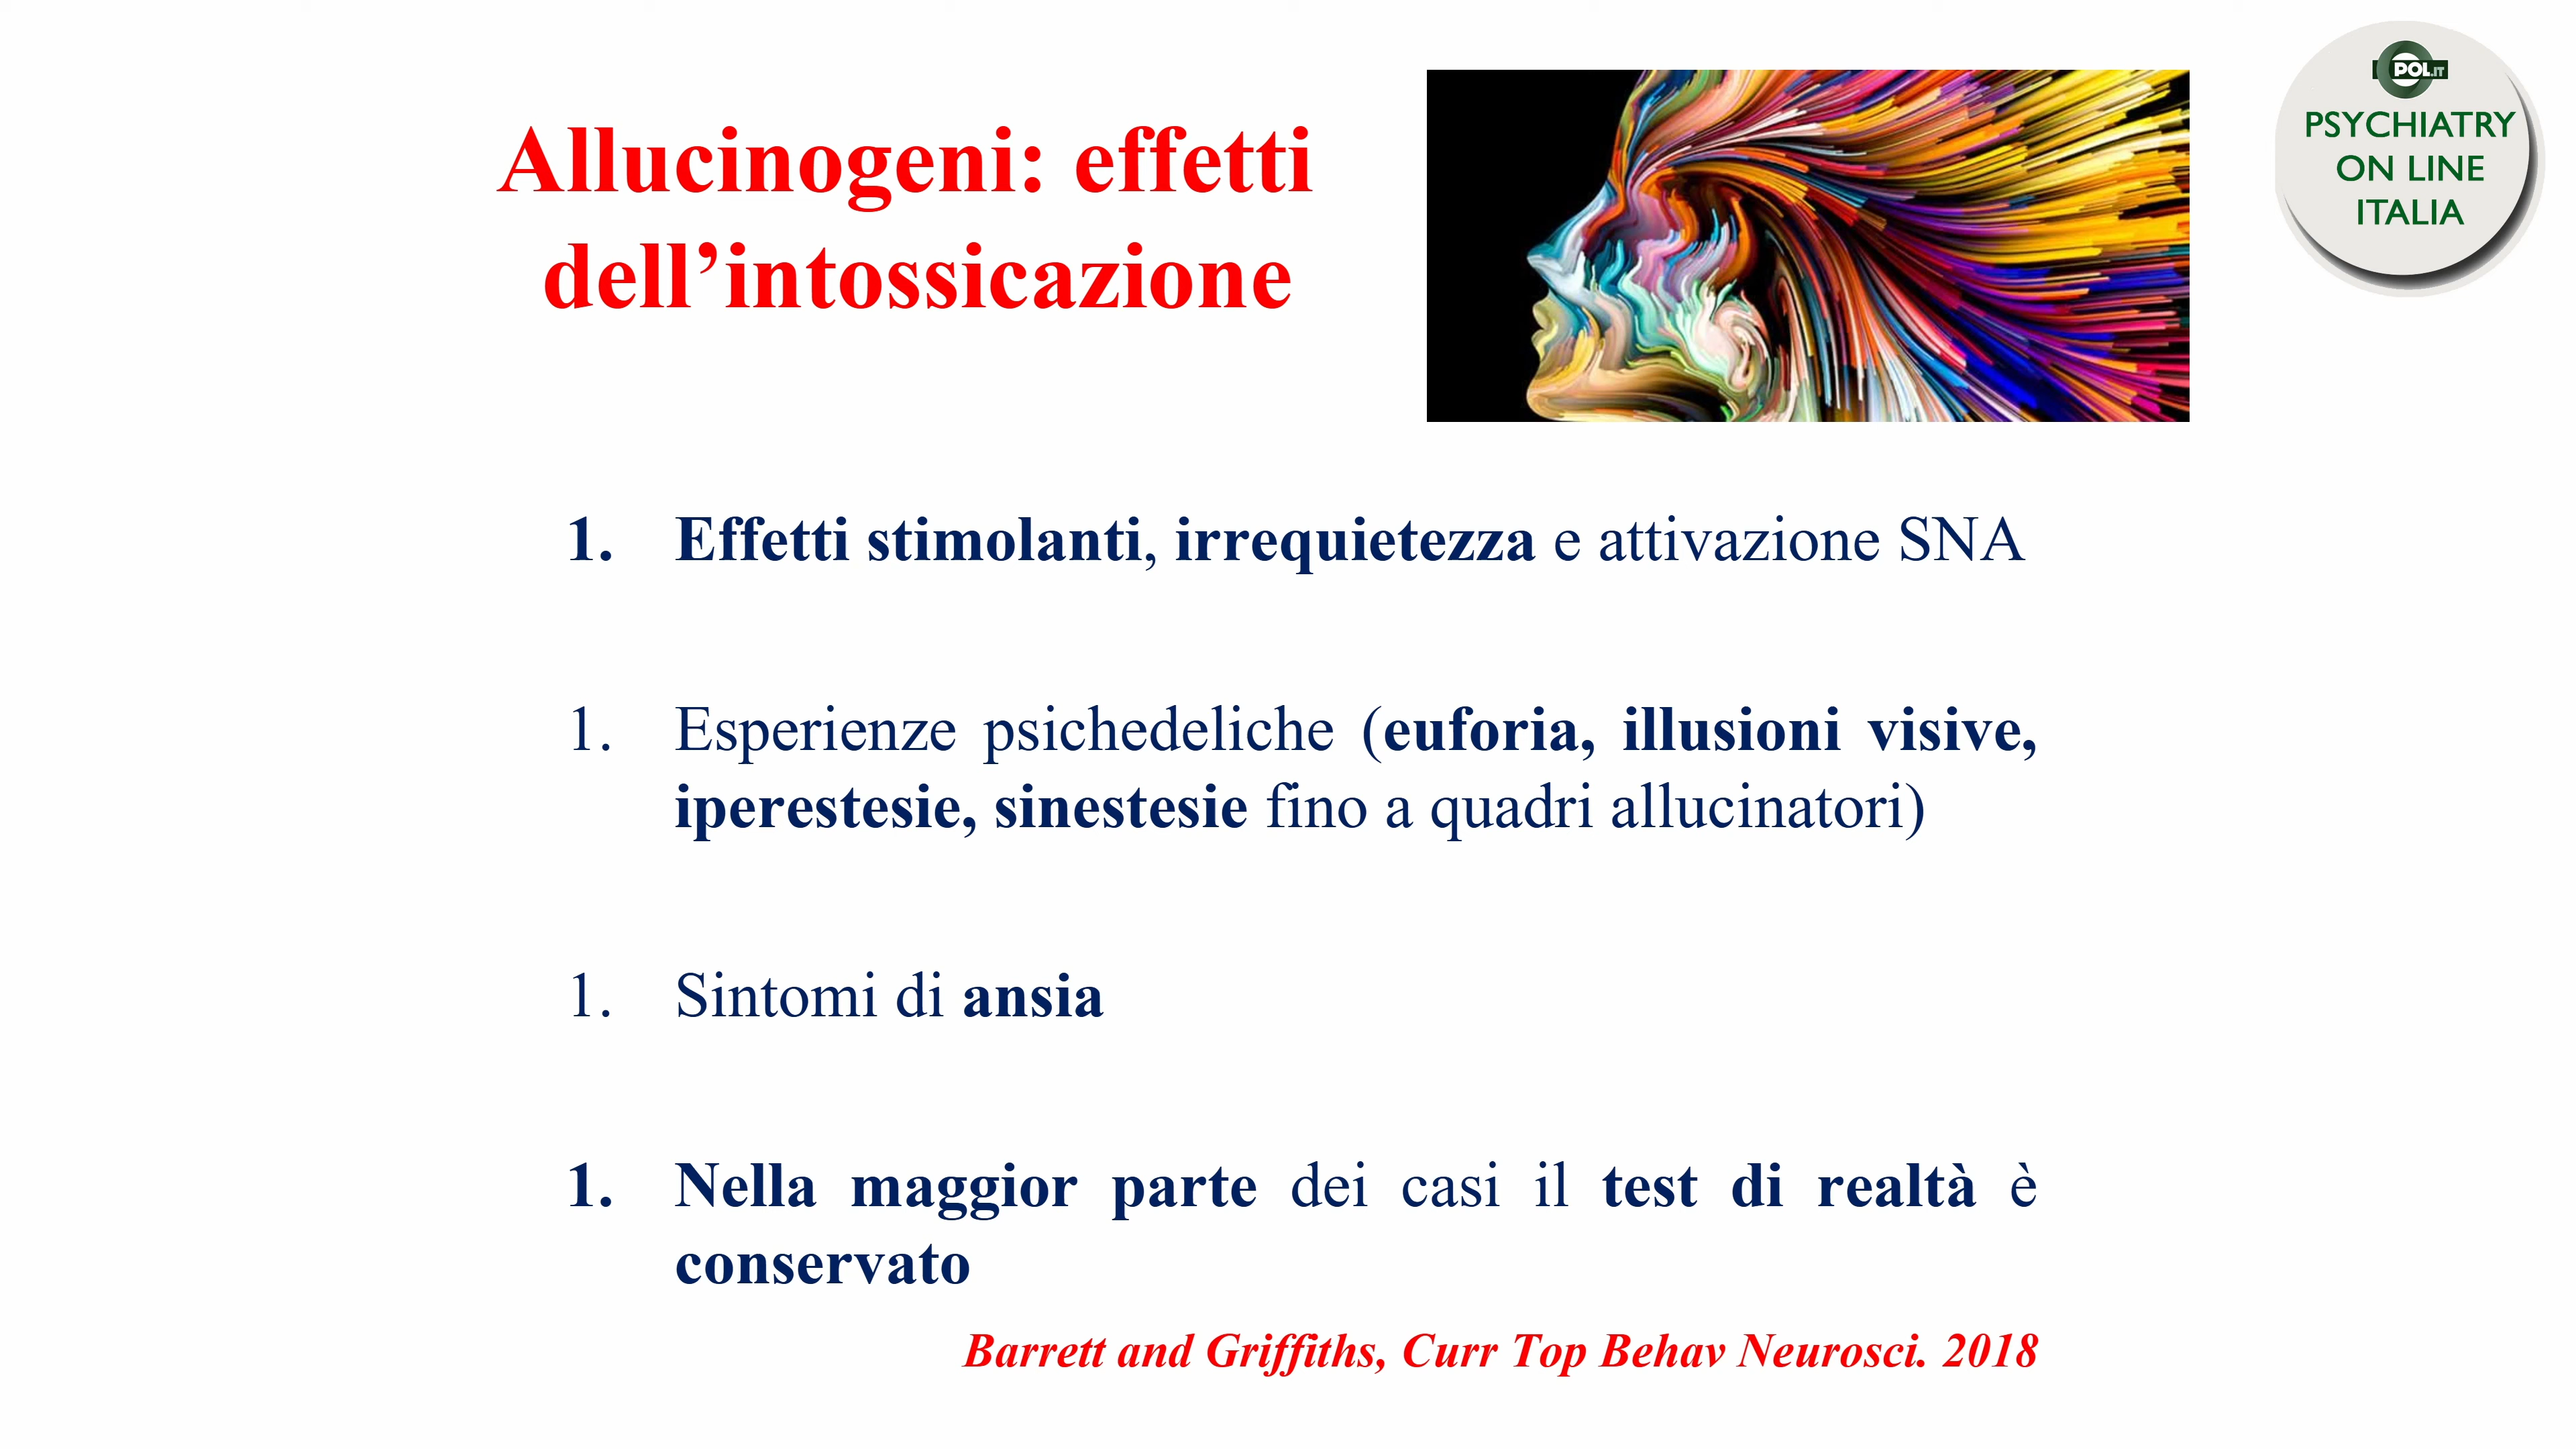 Allucinogeni: effetti
dell’intossicazione
POL.IT
PSYCHIATRY
ON LINE
ITALIA
1. Effetti stimolanti, irrequietezza e attivazione SNA
1. Esperienze psichedeliche (euforia, illusioni visive,
iperestesie, sinestesie fino a quadri allucinatori)
1. Sintomi di ansia
1. Nella maggior parte dei casi il test di realtà è
conservato
Barrett and Griffiths, Curr Top Behav Neurosci. 2018